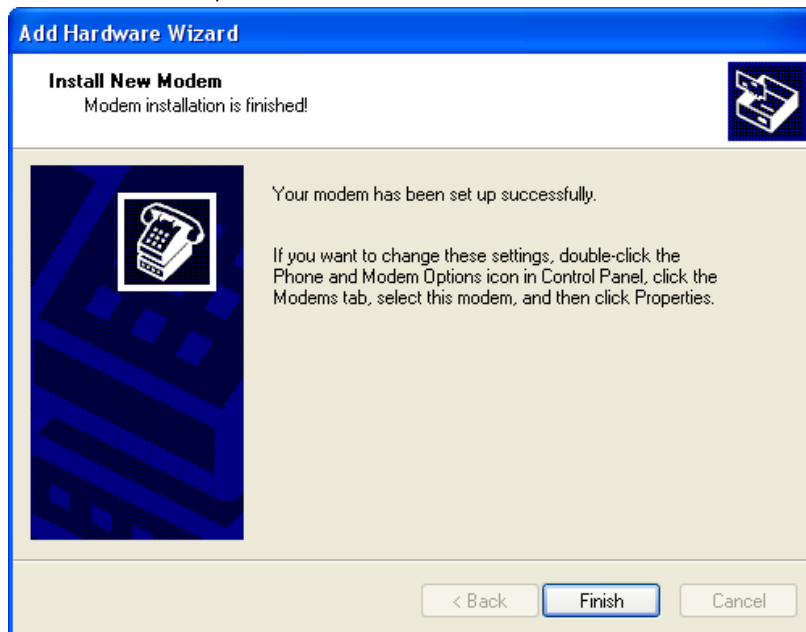 Add Hardware Wizard
Install New Modem
Modem installation is finished!
Your modem has been set up successfully.
If you want to change these settings, double-click the
Phone and Modem Options icon in Control Panel, click the
Modems tab, select this modem, and then click Properties.
< Back
Finish
Cancel